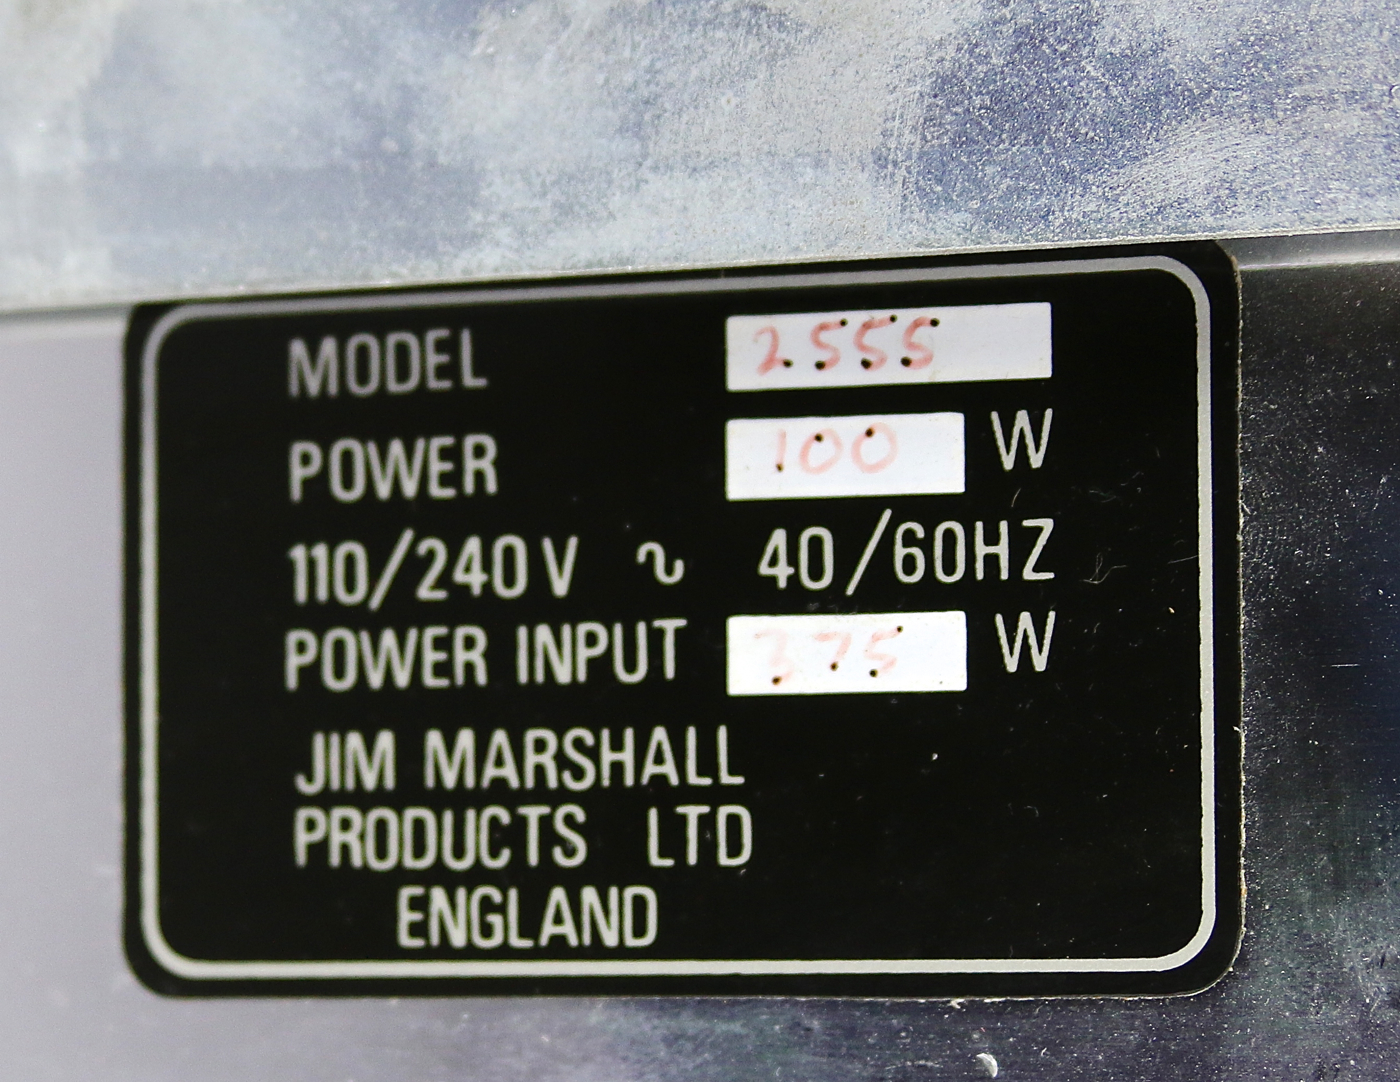 MODEL 2555
POWER 100 W
110/240V ∿ 40/60HZ
POWER INPUT 375 W
JIM MARSHALL
PRODUCTS LTD
ENGLAND